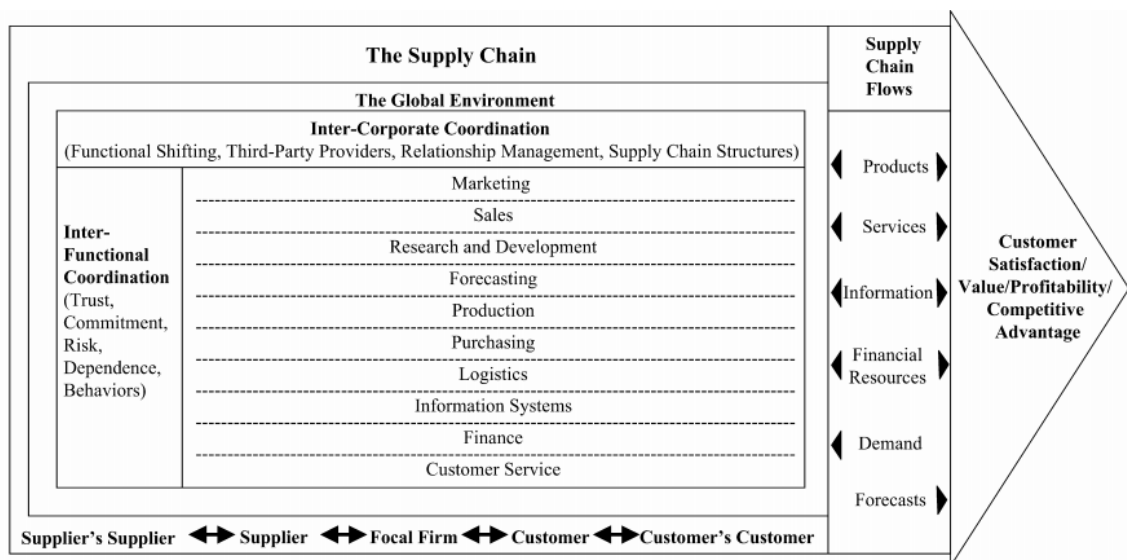 The Supply Chain
Supply
Chain
Flows
The Global Environment
Inter-Corporate Coordination
(Functional Shifting, Third-Party Providers, Relationship Management, Supply Chain Structures)
Inter-
Functional
Coordination
(Trust,
Commitment,
Risk,
Dependence,
Behaviors)
Marketing
Sales
Research and Development
Forecasting
Production
Purchasing
Logistics
Information Systems
Finance
Customer Service
Products
Services
Information
Financial
Resources
Demand
Forecasts
Customer
Satisfaction/
Value/Profitability/
Competitive
Advantage
Supplier's Supplier Supplier Focal Firm Customer Customer's Customer